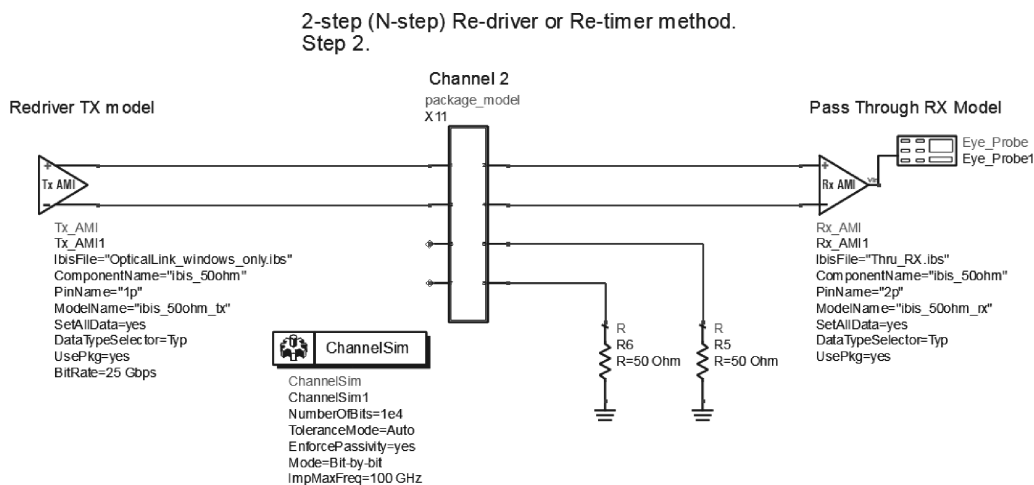 2-step (N-step) Re-driver or Re-timer method.
Step 2.
Channel 2
package_model
X11
Redriver TX model
+
Tx AMI
−
Tx_AMI
Tx_AMI1
IbisFile="OpticalLink_windows_only.ibs"
ComponentName="ibis_50ohm"
PinName="1p"
ModelName="ibis_50ohm_tx"
SetAllData=yes
DataTypeSelector=Typ
UsePkg=yes
BitRate=25 Gbps
ChannelSim
ChannelSim
ChannelSim1
NumberOfBits=1e4
ToleranceMode=Auto
EnforcePassivity=yes
Mode=Bit-by-bit
ImpMaxFreq=100 GHz
R
R6
R=50 Ohm
R
R5
R=50 Ohm
Pass Through RX Model
Eye_Probe
Eye_Probe1
+
Rx AMI
−
Rx_AMI
Rx_AMI1
IbisFile="Thru_RX.ibs"
ComponentName="ibis_50ohm"
PinName="2p"
ModelName="ibis_50ohm_rx"
SetAllData=yes
DataTypeSelector=Typ
UsePkg=yes